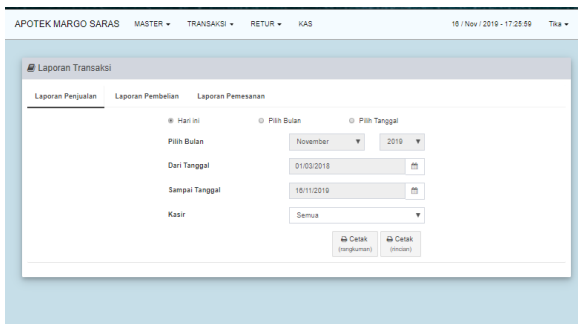 APOTEK MARGO SARAS MASTER TRANSAKSI RETUR KAS 16 / Nov / 2019 - 17:25:59 Tika
Laporan Transaksi
Laporan Penjualan Laporan Pembelian Laporan Pemesanan
Hari ini Pilih Bulan Pilih Tanggal
Pilih Bulan November 2019
Dari Tanggal 01/03/2018
Sampai Tanggal 16/11/2019
Kasir Semua
Cetak Cetak
(rangkuman) (rincian)